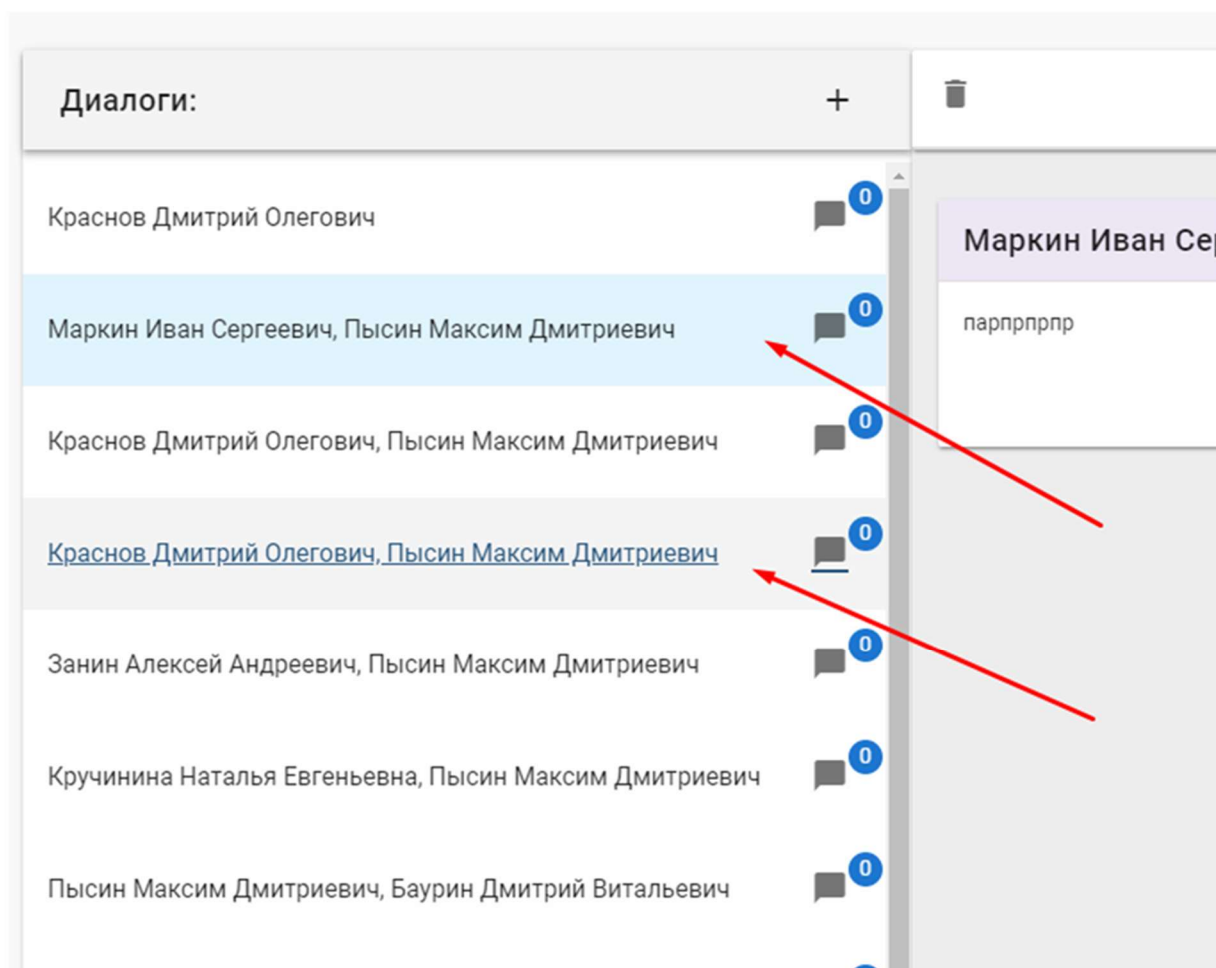 Диалоги:
Краснов Дмитрий Олегович
0
Маркин Иван Сергеевич, Пысин Максим Дмитриевич
0
Краснов Дмитрий Олегович, Пысин Максим Дмитриевич
0
Краснов Дмитрий Олегович, Пысин Максим Дмитриевич
0
Занин Алексей Андреевич, Пысин Максим Дмитриевич
0
Кручинина Наталья Евгеньевна, Пысин Максим Дмитриевич
0
Пысин Максим Дмитриевич, Баурин Дмитрий Витальевич
0
Маркин Иван Сер
парпрпрпр